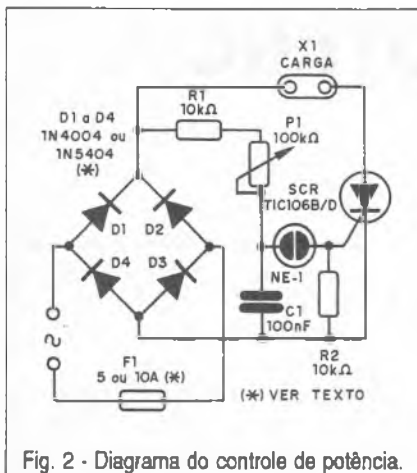 X1
CARGA
R1
10kΩ
D1 a D4
1N4004 ou
1N5404
(*)
P1
100kΩ
SCR
TIC106B/D
D1
D2
D4
D3
NE-1
C1
100nF
R2
10kΩ
F1
5 ou 10A (*)
(*) VER TEXTO
Fig. 2 - Diagrama do controle de potência.